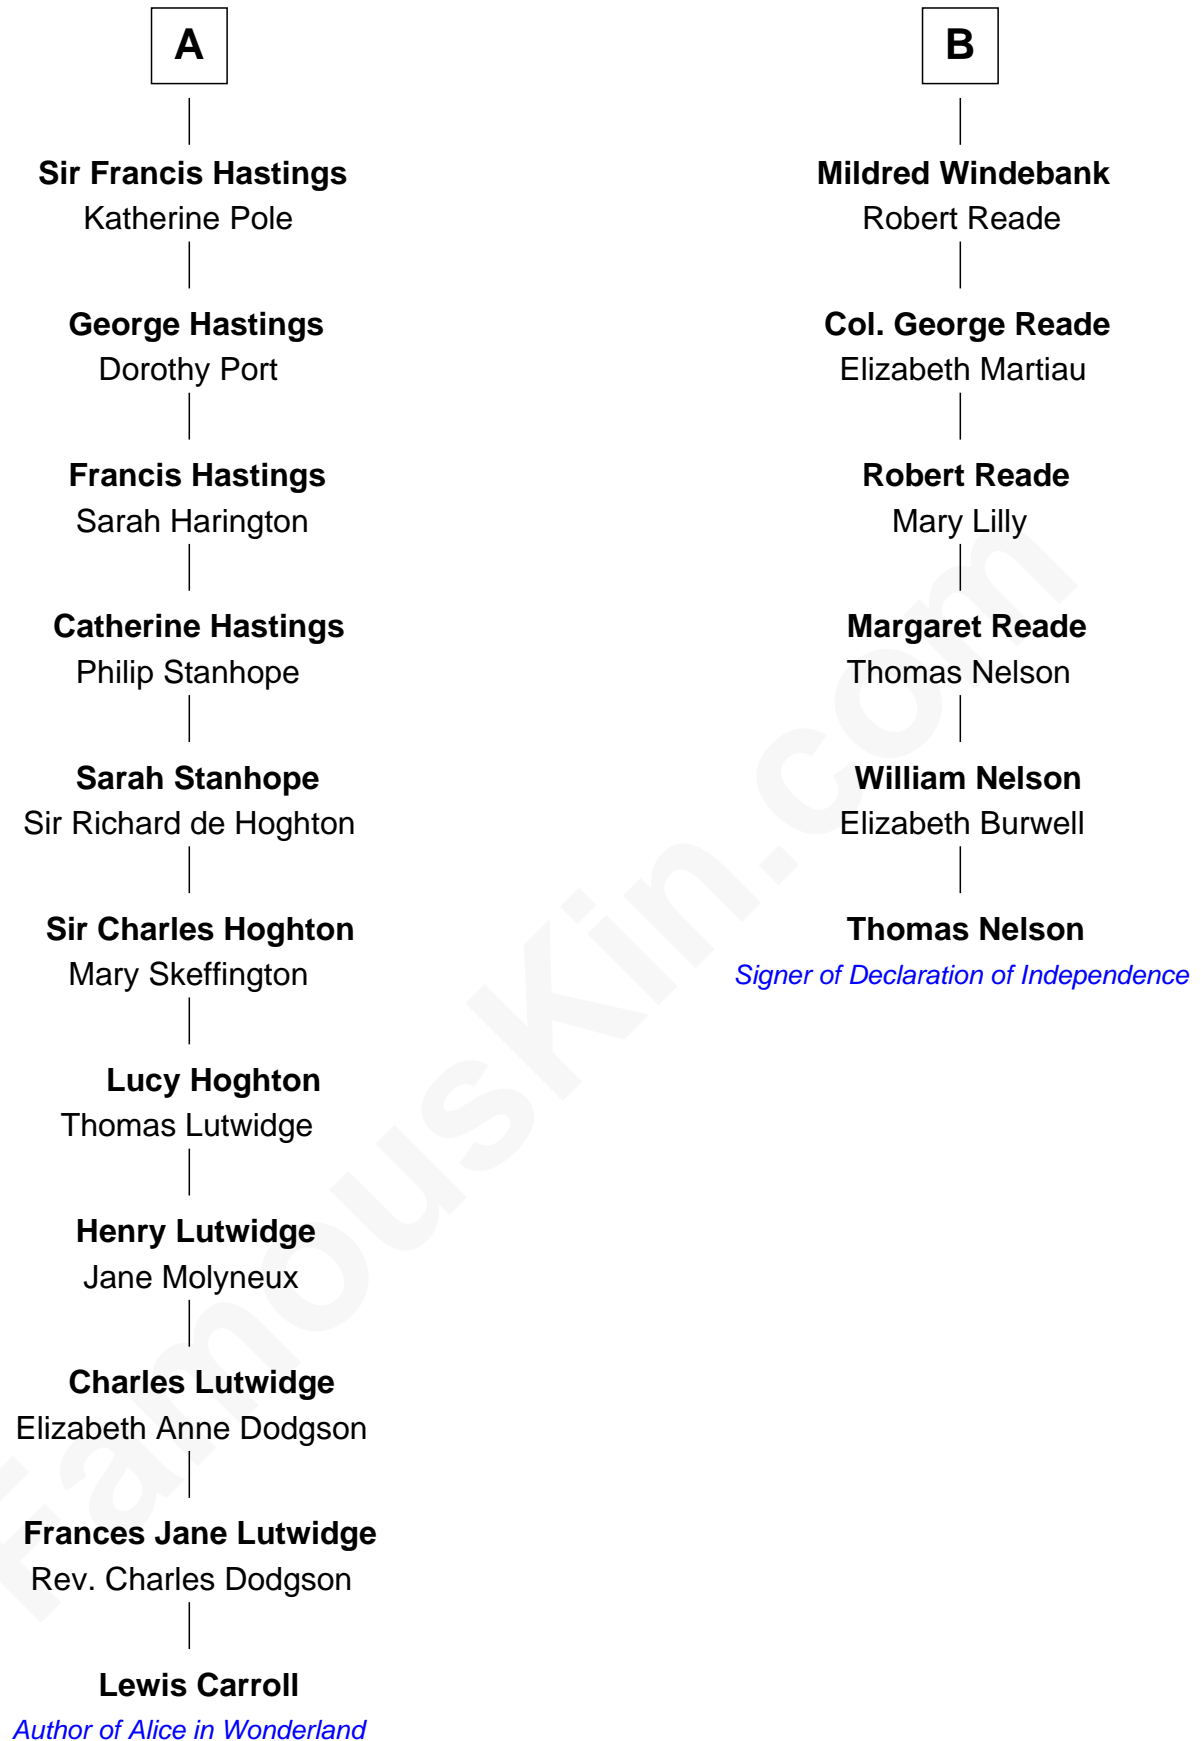 A
Sir Francis Hastings
Katherine Pole
George Hastings
Dorothy Port
Francis Hastings
Sarah Harington
Catherine Hastings
Philip Stanhope
Sarah Stanhope
Sir Richard de Hoghton
Sir Charles Hoghton
Mary Skeffington
Lucy Hoghton
Thomas Lutwidge
Henry Lutwidge
Jane Molyneux
Charles Lutwidge
Elizabeth Anne Dodgson
Frances Jane Lutwidge
Rev. Charles Dodgson
Lewis Carroll
Author of Alice in Wonderland
B
Mildred Windebank
Robert Reade
Col. George Reade
Elizabeth Martiau
Robert Reade
Mary Lilly
Margaret Reade
Thomas Nelson
William Nelson
Elizabeth Burwell
Thomas Nelson
Signer of Declaration of Independence
FamousKin.com